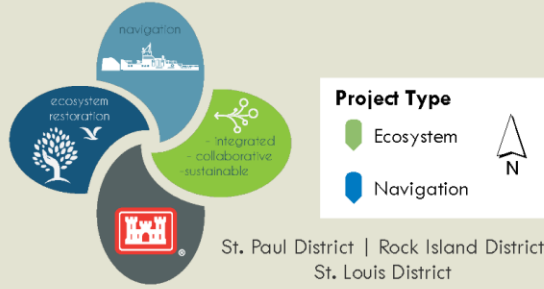 navigation
ecosystem
restoration
- integrated
- collaborative
-sustainable
®
Project Type
Ecosystem
Navigation
N
St. Paul District | Rock Island District
St. Louis District